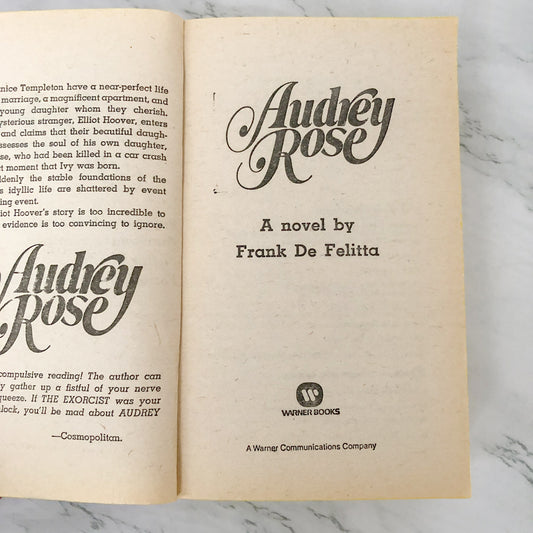 nice Templeton have a near-perfect life
marriage, a magnificent apartment, and
young daughter whom they cherish.
sterious stranger, Elliot Hoover, enters
and claims that their beautiful daugh-
ssesses the soul of his own daughter,
se, who had been killed in a car crash
t moment that Ivy was born.
ddenly the stable foundations of the
s idyllic life are shattered by event
ing event.
iot Hoover's story is too incredible to
evidence is too convincing to ignore.
Audrey
Rose
compulsive reading! The author can
y gather up a fistful of your nerve
queeze. If THE EXORCIST was your
lock, you'll be mad about AUDREY
—Cosmopolitan.
Audrey
Rose
A novel by
Frank De Felitta
WARNER BOOKS
A Warner Communications Company